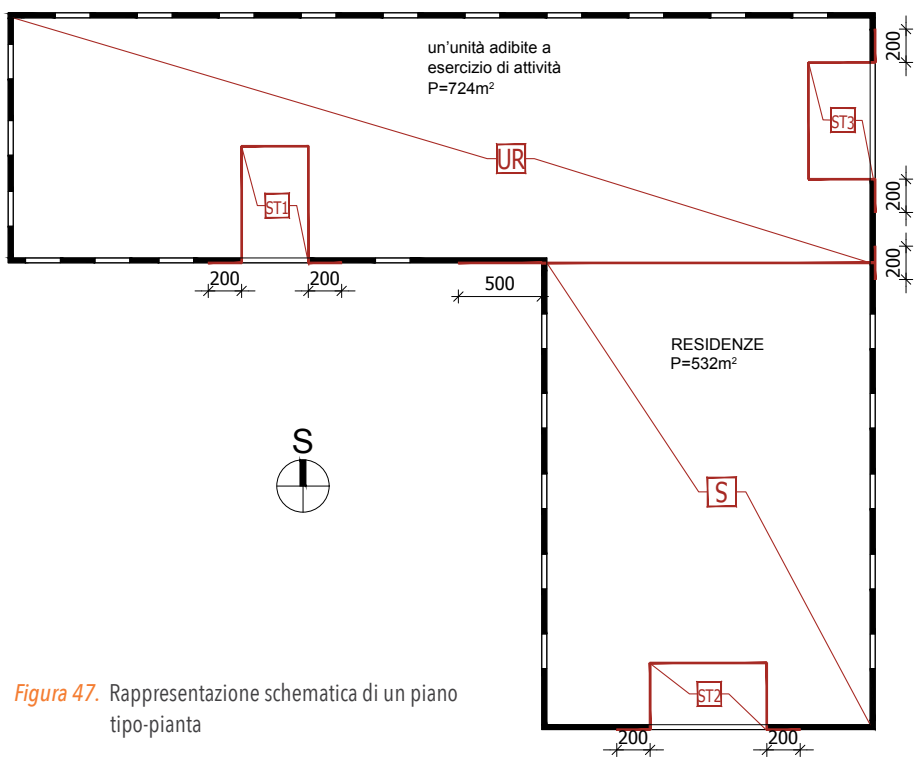 un'unità adibite a
esercizio di attività
P=724m²
200
ST3
UR
ST1
200
200
200
200
500
RESIDENZE
P=532m²
S
S
ST2
200
200
Figura 47. Rappresentazione schematica di un piano
tipo-pianta